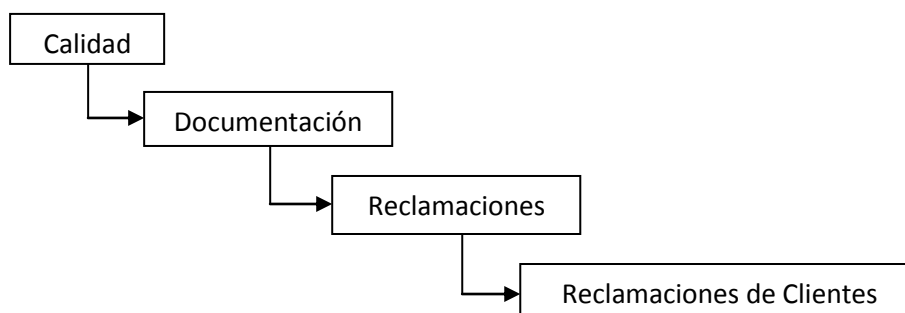 Calidad
Documentación
Reclamaciones
Reclamaciones de Clientes